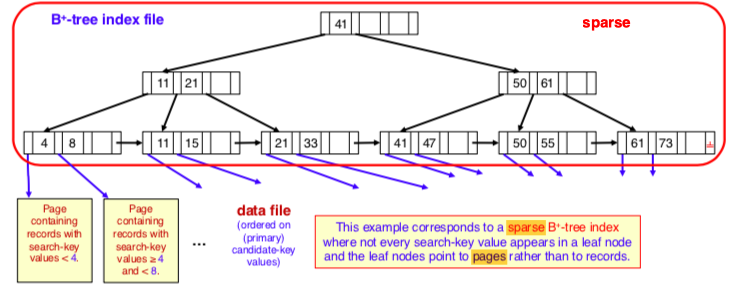 B+-tree index file
sparse
41
11 21
50 61
4 8
11 15
21 33
41 47
50 55
61 73
Page
containing
records with
search-key
values < 4.
Page
containing
records with
search-key
values ≥ 4
and < 8.
...
data file
(ordered on
(primary)
candidate-key
values)
This example corresponds to a sparse B+-tree index
where not every search-key value appears in a leaf node
and the leaf nodes point to pages rather than to records.